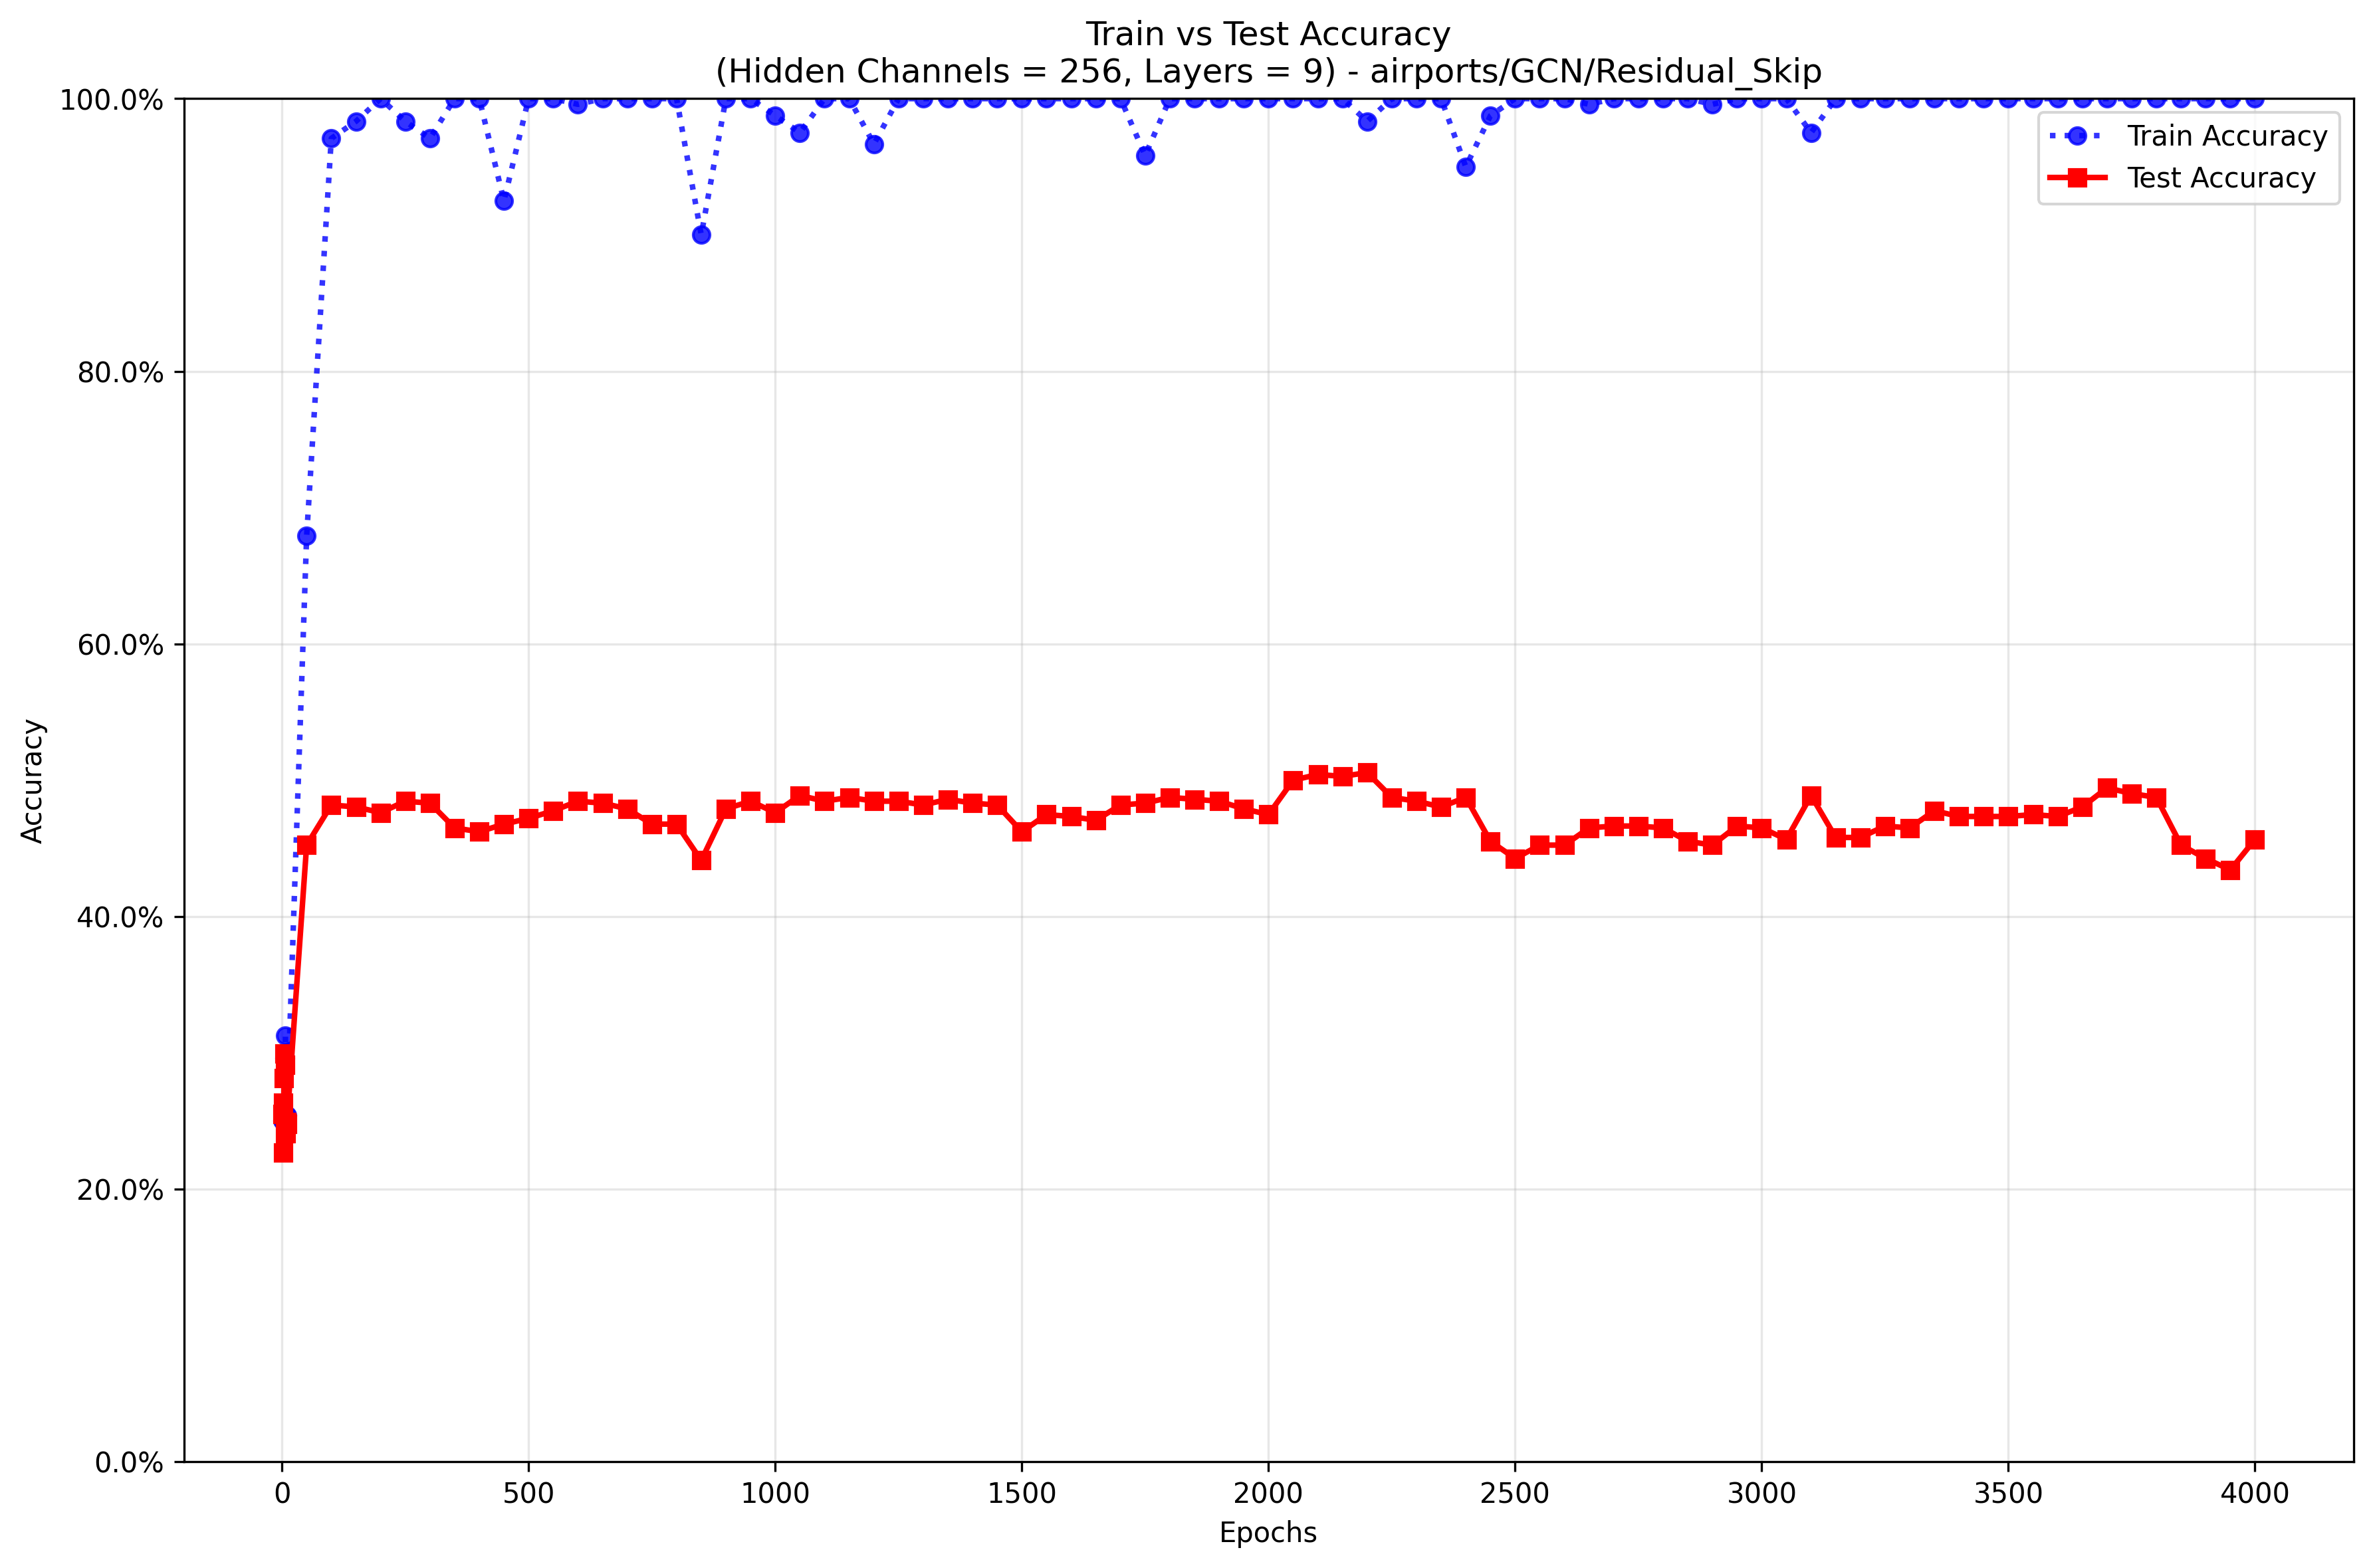 Train vs Test Accuracy
(Hidden Channels = 256, Layers = 9) - airports/GCN/Residual_Skip
100.0%
80.0%
60.0%
40.0%
20.0%
0.0%
Accuracy
Train Accuracy
Test Accuracy
0
500
1000
1500
2000
2500
3000
3500
4000
Epochs